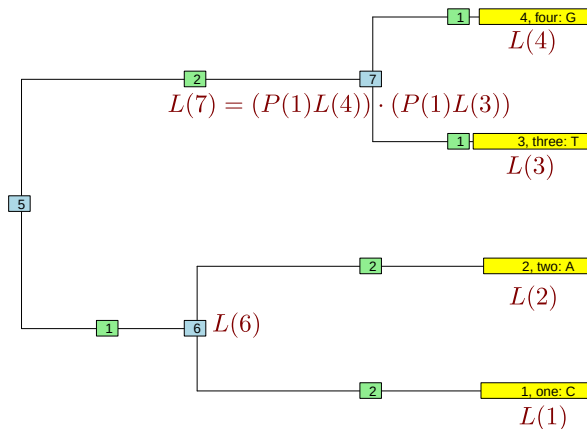 1
4, four: G
L(4)
2
7
L(7) = (P(1)L(4)) · (P(1)L(3))
1
3, three: T
L(3)
5
2
2, two: A
L(2)
1
6
L(6)
2
1, one: C
L(1)